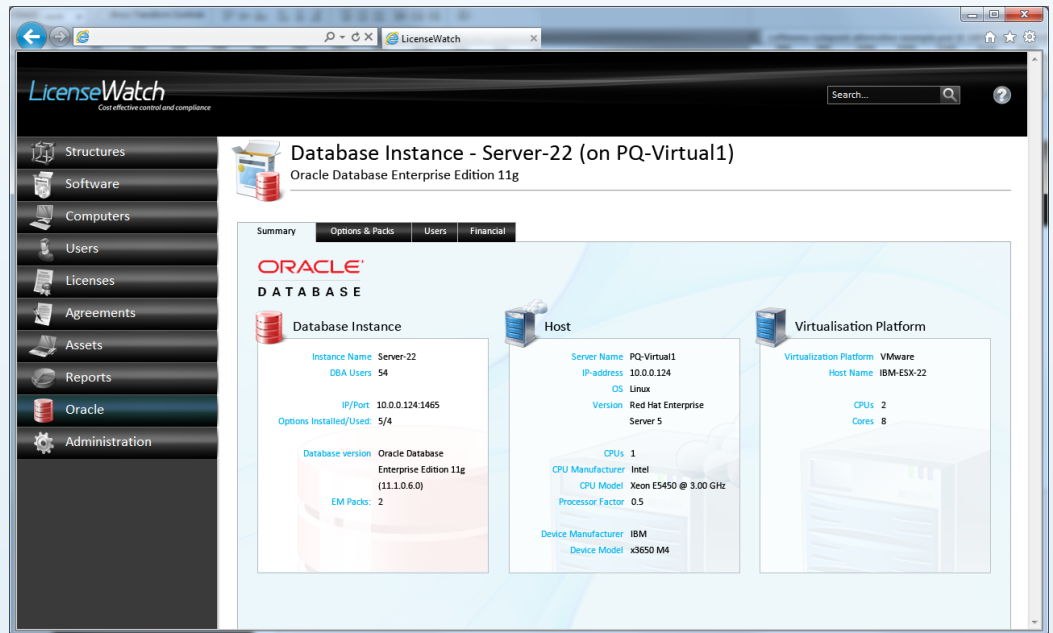 LicenseWatch
LicenseWatch
Cost effective control and compliance
Search...
Structures
Software
Computers
Users
Licenses
Agreements
Assets
Reports
Oracle
Administration
Database Instance - Server-22 (on PQ-Virtual1)
Oracle Database Enterprise Edition 11g
Summary Options & Packs Users Financial
ORACLE
DATABASE
Database Instance
Instance Name Server-22
DBA Users 54
IP/Port 10.0.0.124:1465
Options Installed/Used: 5/4
Database version Oracle Database
Enterprise Edition 11g
(11.1.0.6.0)
EM Packs: 2
Host
Server Name PQ-Virtual1
IP-address 10.0.0.124
OS Linux
Version Red Hat Enterprise
Server 5
CPUs 1
CPU Manufacturer Intel
CPU Model Xeon E5450 @ 3.00 GHz
Processor Factor 0.5
Device Manufacturer IBM
Device Model x3650 M4
Virtualisation Platform
Virtualization Platform VMware
Host Name IBM-ESX-22
CPUs 2
Cores 8